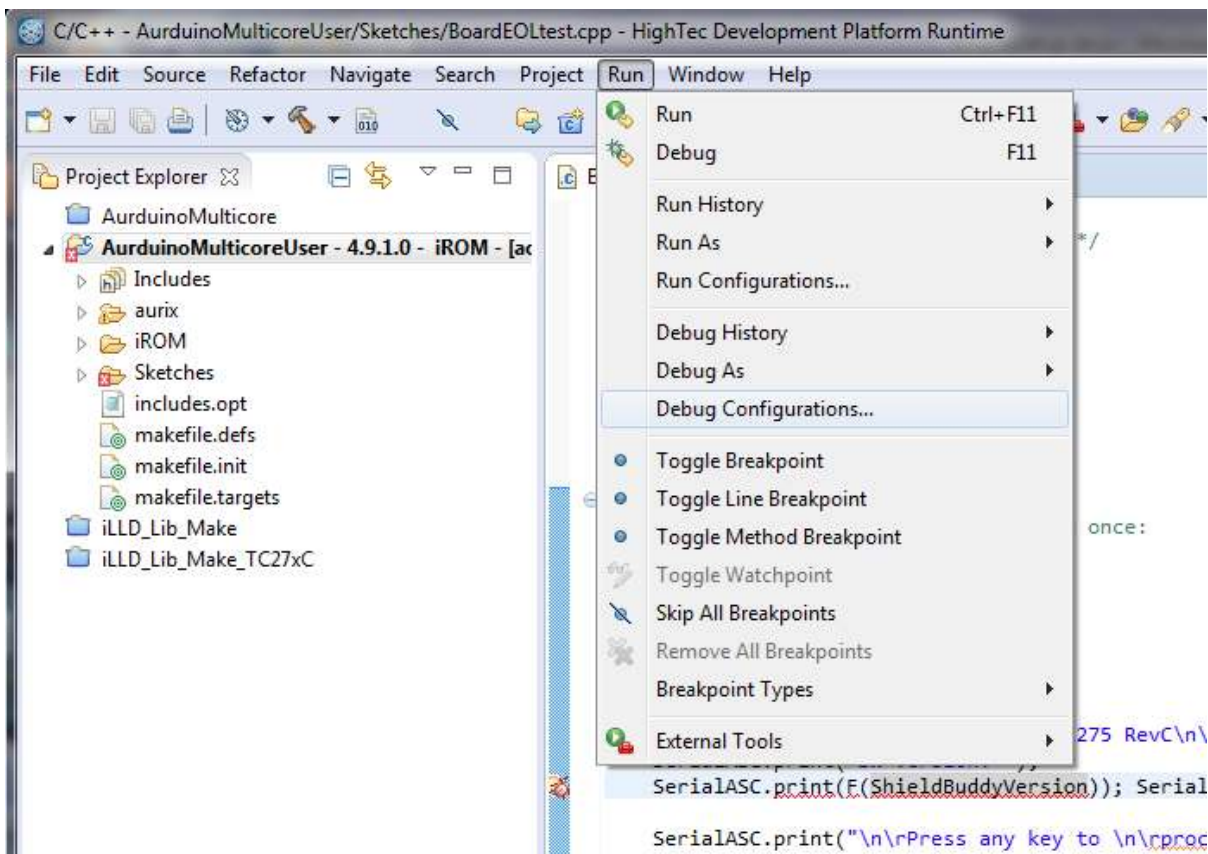 C/C++ - AurduinoMulticoreUser/Sketches/BoardEOLtest.cpp - HighTec Development Platform Runtime
File Edit Source Refactor Navigate Search Project Run Window Help
010
Project Explorer
AurduinoMulticore
AurduinoMulticoreUser - 4.9.1.0 - iROM - [ac
Includes
aurix
iROM
Sketches
includes.opt
makefile.defs
makefile.init
makefile.targets
iLLD_Lib_Make
iLLD_Lib_Make_TC27xC
Run Ctrl+F11
Debug F11
Run History
Run As
Run Configurations...
Debug History
Debug As
Debug Configurations...
Toggle Breakpoint
Toggle Line Breakpoint
Toggle Method Breakpoint
Toggle Watchpoint
Skip All Breakpoints
Remove All Breakpoints
Breakpoint Types
External Tools
*/
once:
275 RevC\n\
SerialASC.print(F(ShieldBuddyVersion)); Serial
SerialASC.print("\n\rPress any key to \n\rproc